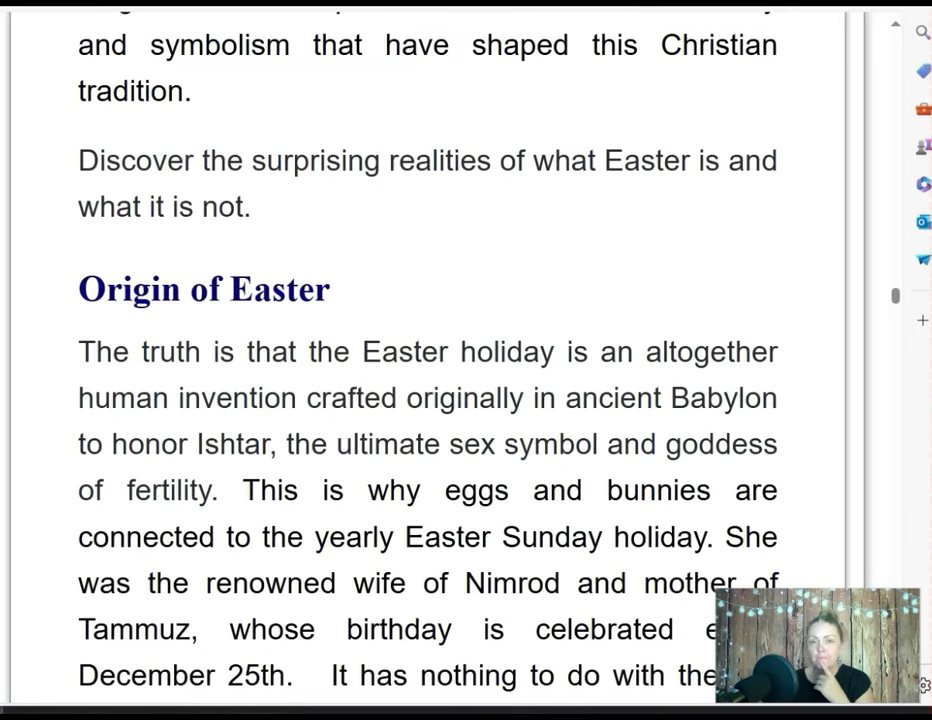 and symbolism that have shaped this Christian
tradition.
Discover the surprising realities of what Easter is and
what it is not.
Origin of Easter
The truth is that the Easter holiday is an altogether
human invention crafted originally in ancient Babylon
to honor Ishtar, the ultimate sex symbol and goddess
of fertility. This is why eggs and bunnies are
connected to the yearly Easter Sunday holiday. She
was the renowned wife of Nimrod and mother of
Tammuz, whose birthday is celebrated
December 25th. It has nothing to do with the